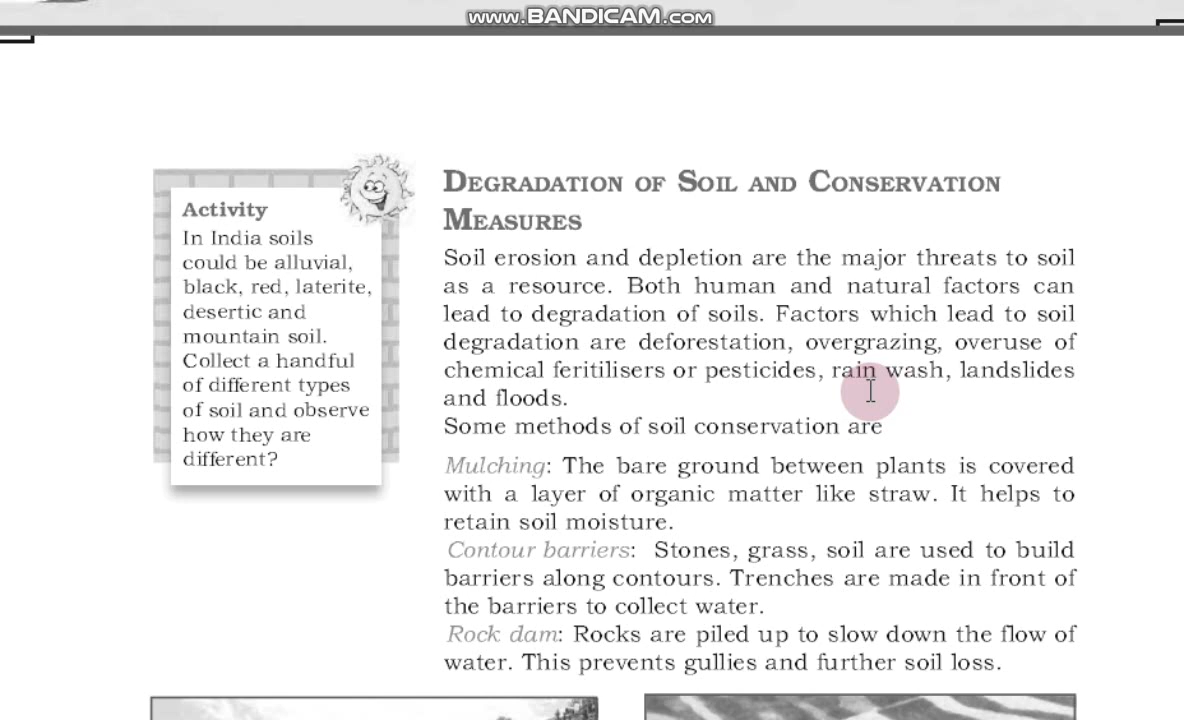 www.BANDICAM.com
Activity
In India soils
could be alluvial,
black, red, laterite,
desertic and
mountain soil.
Collect a handful
of different types
of soil and observe
how they are
different?
DEGRADATION OF SOIL AND CONSERVATION
MEASURES
Soil erosion and depletion are the major threats to soil
as a resource. Both human and natural factors can
lead to degradation of soils. Factors which lead to soil
degradation are deforestation, overgrazing, overuse of
chemical feritilisers or pesticides, rain wash, landslides
and floods.
Some methods of soil conservation are
Mulching: The bare ground between plants is covered
with a layer of organic matter like straw. It helps to
retain soil moisture.
Contour barriers: Stones, grass, soil are used to build
barriers along contours. Trenches are made in front of
the barriers to collect water.
Rock dam: Rocks are piled up to slow down the flow of
water. This prevents gullies and further soil loss.